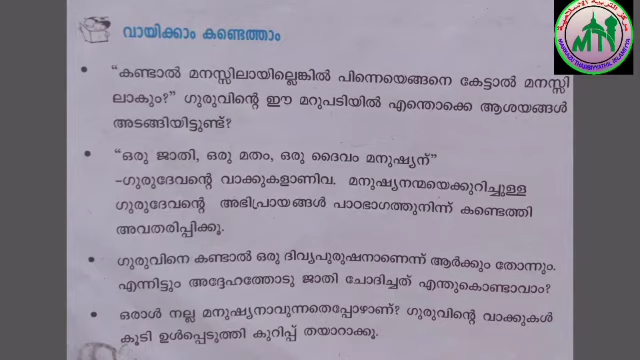 വായിക്കാം കണ്ടെത്താം
• “കണ്ടാൽ മനസ്സിലായില്ലെങ്കിൽ പിന്നെയെങ്ങനെ കേട്ടാൽ മനസ്സി
ലാകും?” ഗുരുവിന്റെ ഈ മറുപടിയിൽ എന്തൊക്കെ ആശയങ്ങൾ
അടങ്ങിയിട്ടുണ്ട്?
• “ഒരു ജാതി, ഒരു മതം, ഒരു ദൈവം മനുഷ്യന്”
–ഗുരുദേവന്റെ വാക്കുകളാണിവ. മനുഷ്യനന്മയെക്കുറിച്ചുള്ള
ഗുരുദേവന്റെ അഭിപ്രായങ്ങൾ പാഠഭാഗത്തുനിന്ന് കണ്ടെത്തി
അവതരിപ്പിക്കൂ.
• ഗുരുവിനെ കണ്ടാൽ ഒരു ദിവ്യപുരുഷനാണെന്ന് ആർക്കും തോന്നും.
എന്നിട്ടും അദ്ദേഹത്തോടു ജാതി ചോദിച്ചത് എന്തുകൊണ്ടാവാം?
• ഒരാൾ നല്ല മനുഷ്യനാവുന്നതെപ്പോഴാണ്? ഗുരുവിന്റെ വാക്കുകൾ
കൂടി ഉൾപ്പെടുത്തി കുറിപ്പ് തയാറാക്കൂ.